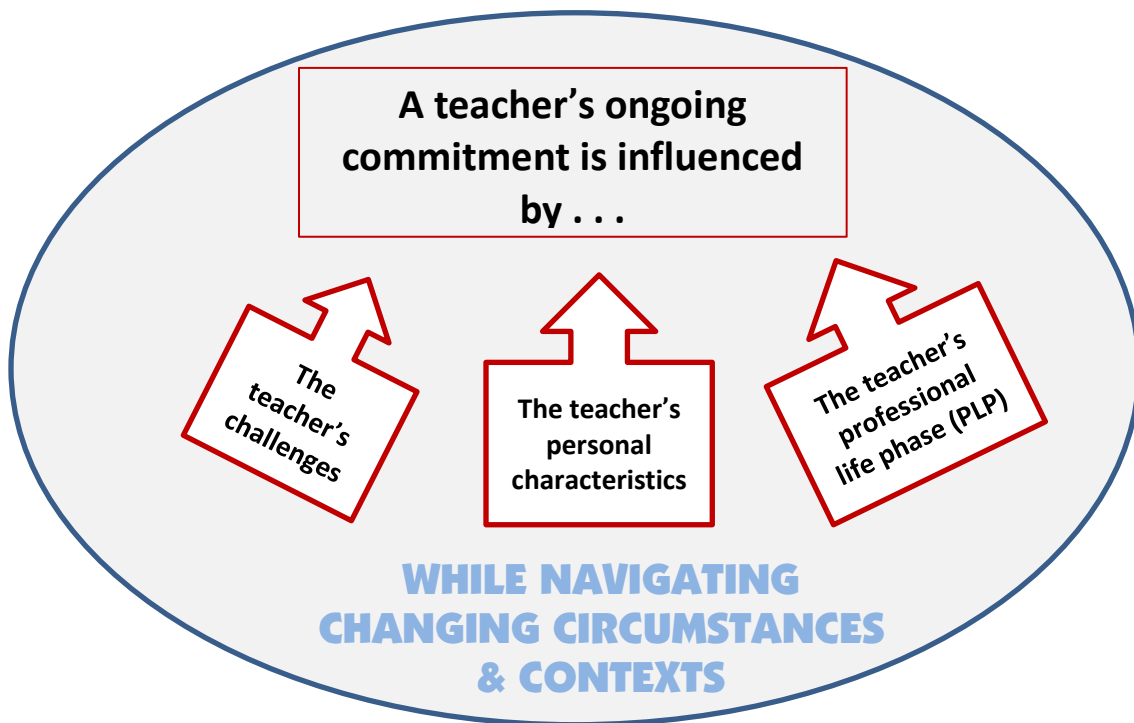 A teacher’s ongoing
commitment is influenced
by . . .
The
teacher’s
challenges
The teacher’s
personal
characteristics
The teacher’s
professional
life phase (PLP)
WHILE NAVIGATING
CHANGING CIRCUMSTANCES
& CONTEXTS